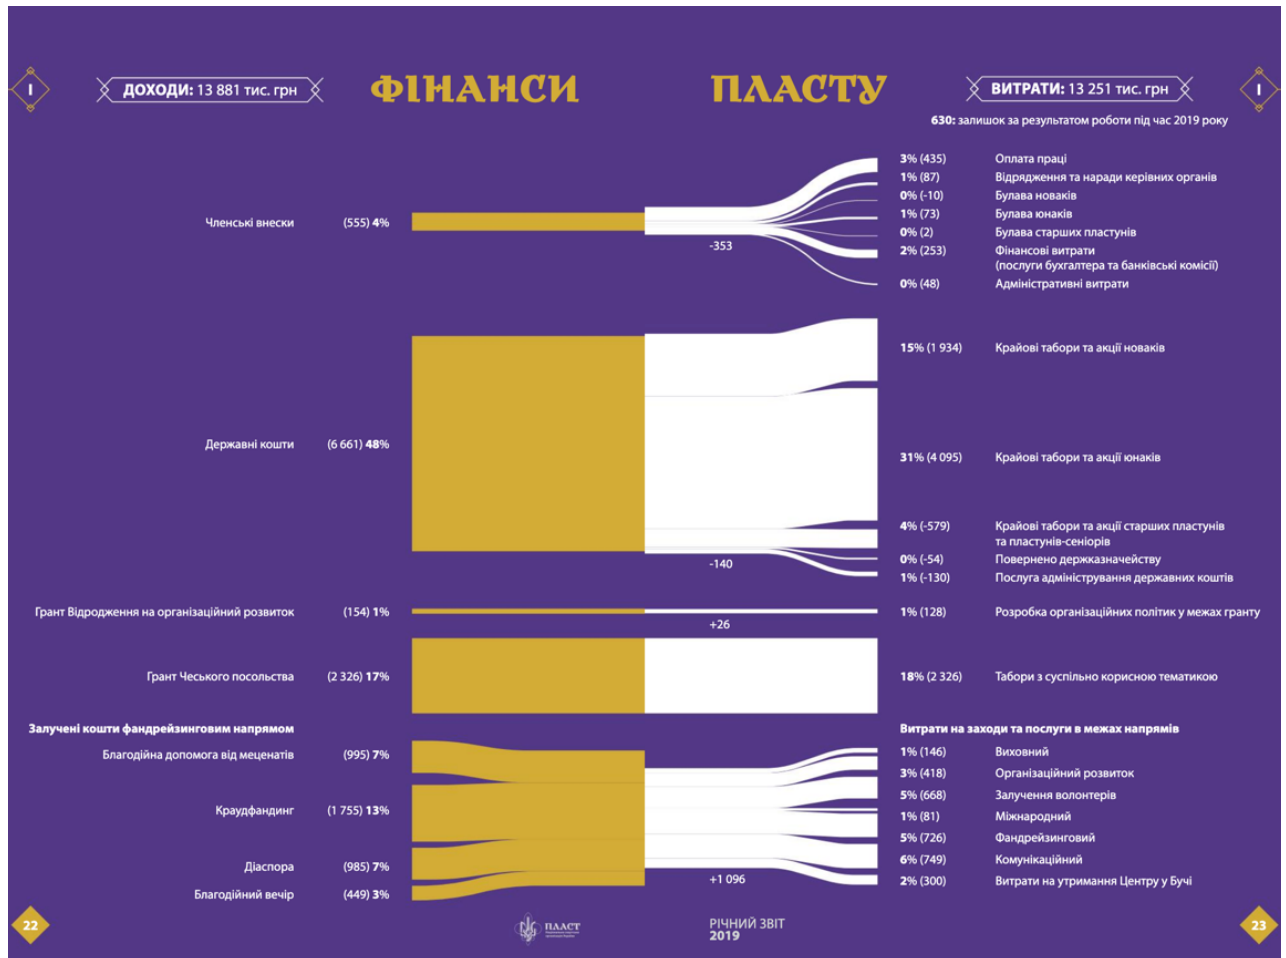 I
ДОХОДИ: 13 881 тис. грн
ФІНАНСИ
ПЛАСТУ
ВИТРАТИ: 13 251 тис. грн
I
630: залишок за результатом роботи під час 2019 року
Членські внески (555) 4%
-353
3% (435) Оплата праці
1% (87) Відрядження та наради керівних органів
0% (-10) Булава новаків
1% (73) Булава юнаків
0% (2) Булава старших пластунів
2% (253) Фінансові витрати
(послуги бухгалтера та банківські комісії)
0% (48) Адміністративні витрати
Державні кошти (6 661) 48%
-140
15% (1 934) Крайові табори та акції новаків
31% (4 095) Крайові табори та акції юнаків
4% (-579) Крайові табори та акції старших пластунів
та пластунів-сеніорів
0% (-54) Повернено держказначейству
1% (-130) Послуга адміністрування державних коштів
Грант Відродження на організаційний розвиток (154) 1%
+26
1% (128) Розробка організаційних політик у межах гранту
Грант Чеського посольства (2 326) 17%
18% (2 326) Табори з суспільно корисною тематикою
Залучені кошти фандрейзинговим напрямом
Благодійна допомога від меценатів (995) 7%
Краудфандинг (1 755) 13%
Діаспора (985) 7%
Благодійний вечір (449) 3%
+1 096
Витрати на заходи та послуги в межах напрямів
1% (146) Виховний
3% (418) Організаційний розвиток
5% (668) Залучення волонтерів
1% (81) Міжнародний
5% (726) Фандрейзинговий
6% (749) Комунікаційний
2% (300) Витрати на утримання Центру у Бучі
22
ПЛАСТ
РІЧНИЙ ЗВІТ
2019
23